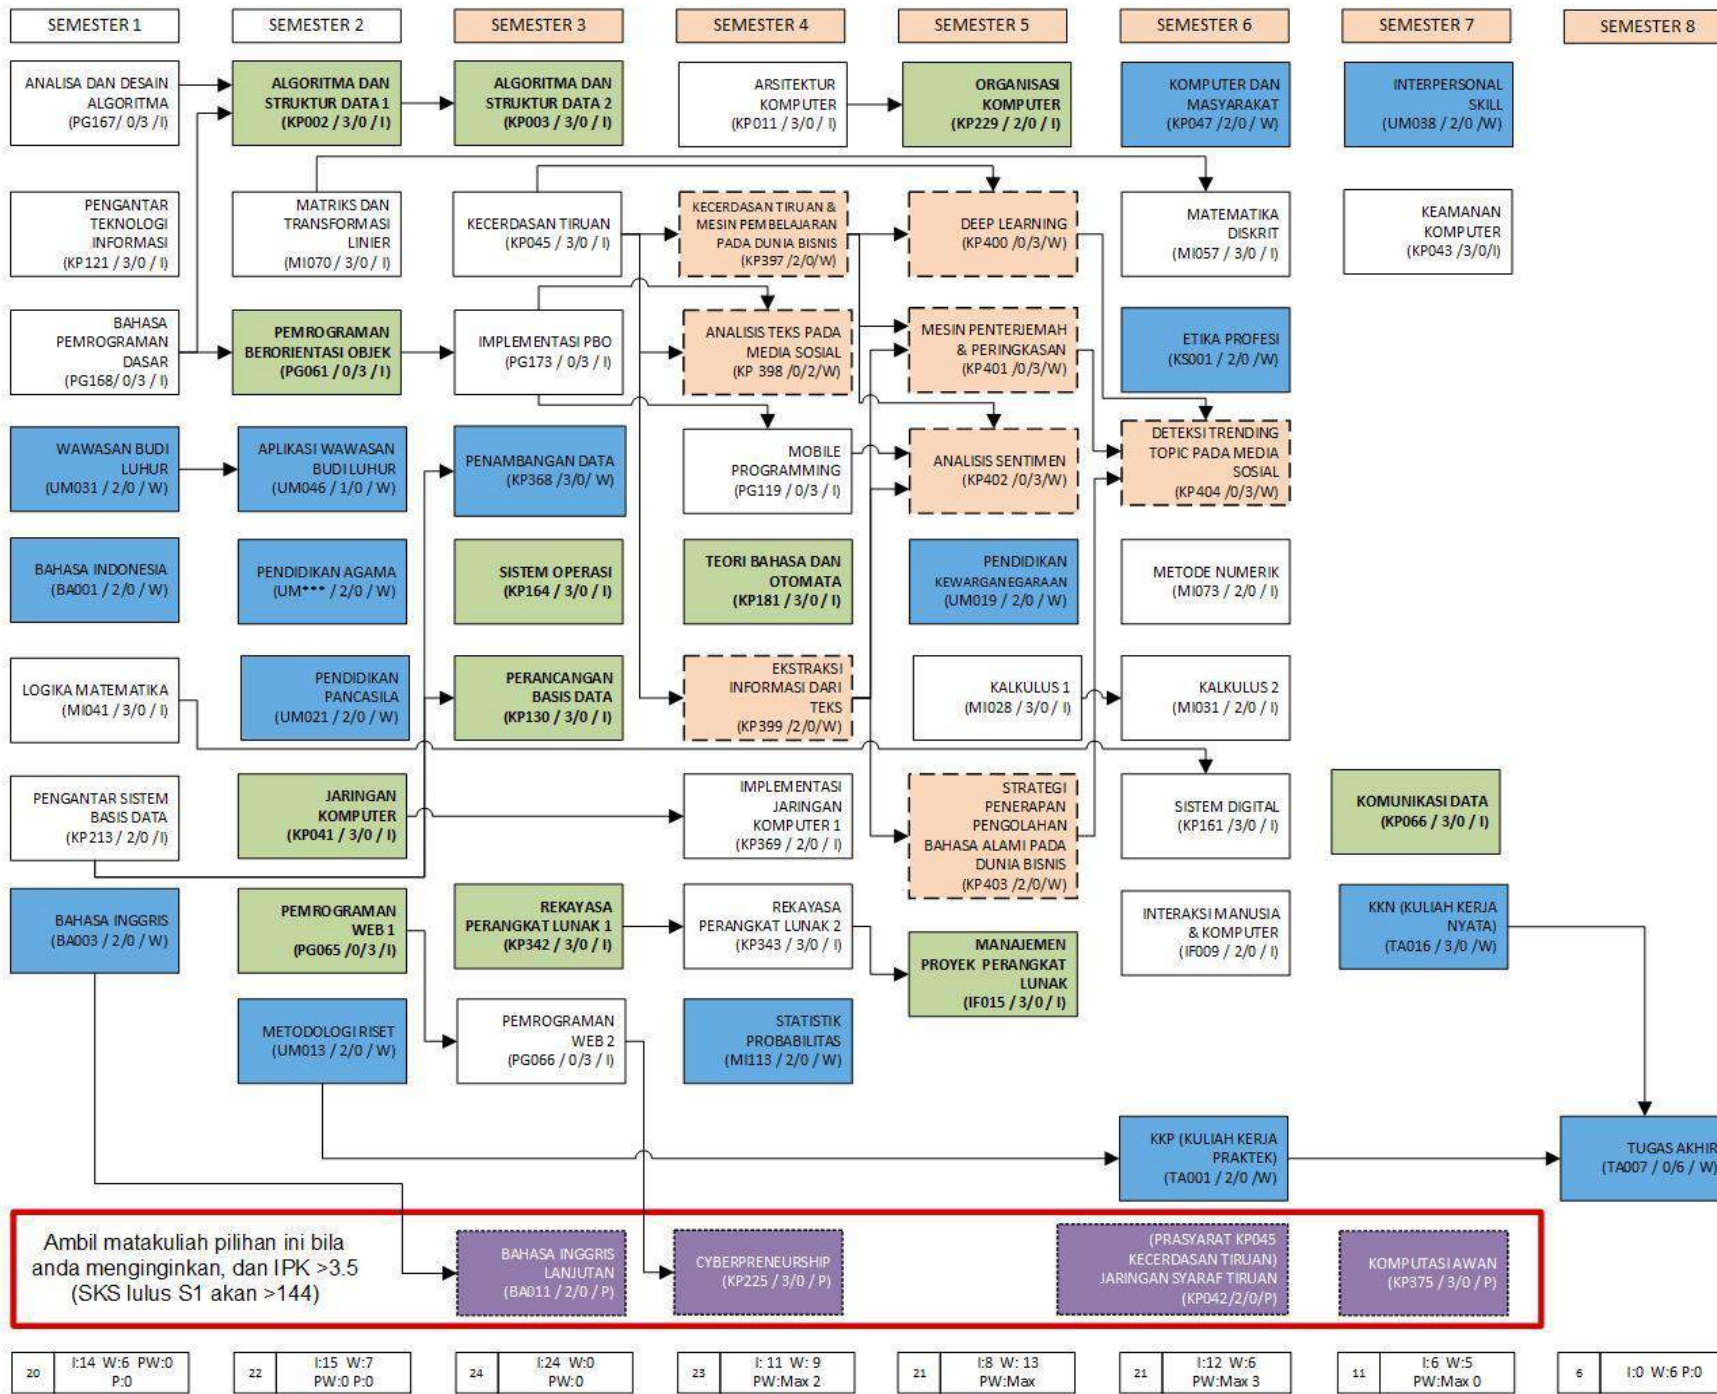 SEMESTER 1
SEMESTER 2
SEMESTER 3
SEMESTER 4
SEMESTER 5
SEMESTER 6
SEMESTER 7
SEMESTER 8
ANALISA DAN DESAIN
ALGORITMA
(PG167/ 0/3 / I)
ALGORITMA DAN
STRUKTUR DATA 1
(KP002 / 3/0 / I)
ALGORITMA DAN
STRUKTUR DATA 2
(KP003 / 3/0 / I)
ARSITEKTUR
KOMPUTER
(KP011 / 3/0 / I)
ORGANISASI
KOMPUTER
(KP229 / 2/0 / I)
KOMPUTER DAN
MASYARAKAT
(KP047 /2/0 / W)
INTERPERSONAL
SKILL
(UM038 / 2/0 /W)
PENGANTAR
TEKNOLOGI
INFORMASI
(KP121 / 3/0 / I)
MATRIKS DAN
TRANSFORMASI
LINIER
(MI070 / 3/0 / I)
KECERDASAN TIRUAN
(KP045 / 3/0 / I)
KECERDASAN TIRUAN &
MESIN PEMBELAJARAN
PADA DUNIA BISNIS
(KP397 /2/0/W)
DEEP LEARNING
(KP400 /0/3/W)
MATEMATIKA
DISKRIT
(MI057 / 3/0 / I)
KEAMANAN
KOMPUTER
(KP043 /3/0/I)
BAHASA
PEMROGRAMAN
DASAR
(PG168/ 0/3 / I)
PEMROGRAMAN
BERORIENTASI OBJEK
(PG061 / 0/3 / I)
IMPLEMENTASI PBO
(PG173 / 0/3 / I)
ANALISIS TEKS PADA
MEDIA SOSIAL
(KP 398 /0/2/W)
MESIN PENTERJEMAH
& PERINGKASAN
(KP401 /0/3/W)
ETIKA PROFESI
(KS001 / 2/0 /W)
WAWASAN BUDI
LUHUR
(UM031 / 2/0 / W)
APLIKASI WAWASAN
BUDI LUHUR
(UM046 / 1/0 / W)
PENAMBANGAN DATA
(KP368 /3/0/ W)
MOBILE
PROGRAMMING
(PG119 / 0/3 / I)
ANALISIS SENTIMEN
(KP402 /0/3/W)
DETEKSI TRENDING
TOPIC PADA MEDIA
SOSIAL
(KP404 /0/3/W)
BAHASA INDONESIA
(BA001 / 2/0 / W)
PENDIDIKAN AGAMA
(UM*** / 2/0 / W)
SISTEM OPERASI
(KP164 / 3/0 / I)
TEORI BAHASA DAN
OTOMATA
(KP181 / 3/0 / I)
PENDIDIKAN
KEWARGANEGARAAN
(UM019 / 2/0 / W)
METODE NUMERIK
(MI073 / 2/0 / I)
LOGIKA MATEMATIKA
(MI041 / 3/0 / I)
PENDIDIKAN
PANCASILA
(UM021 / 2/0 / W)
PERANCANGAN
BASIS DATA
(KP130 / 3/0 / I)
EKSTRAKSI
INFORMASI DARI
TEKS
(KP399 /2/0/W)
KALKULUS 1
(MI028 / 3/0 / I)
KALKULUS 2
(MI031 / 2/0 / I)
PENGANTAR SISTEM
BASIS DATA
(KP213 / 2/0 / I)
JARINGAN
KOMPUTER
(KP041 / 3/0 / I)
IMPLEMENTASI
JARINGAN
KOMPUTER 1
(KP369 / 2/0 / I)
STRATEGI
PENERAPAN
PENGOLAHAN
BAHASA ALAMI PADA
DUNIA BISNIS
(KP403 /2/0/W)
SISTEM DIGITAL
(KP161 /3/0 / I)
KOMUNIKASI DATA
(KP066 / 3/0 / I)
BAHASA INGGRIS
(BA003 / 2/0 / W)
PEMROGRAMAN
WEB 1
(PG065 /0/3 / I)
REKAYASA
PERANGKAT LUNAK 1
(KP342 / 3/0 / I)
REKAYASA
PERANGKAT LUNAK 2
(KP343 / 3/0 / I)
MANAJEMEN
PROYEK PERANGKAT
LUNAK
(IF015 / 3/0 / I)
INTERAKSI MANUSIA
& KOMPUTER
(IF009 / 2/0 / I)
KKN (KULIAH KERJA
NYATA)
(TA016 / 3/0 /W)
METODOLOGI RISET
(UM013 / 2/0 / W)
PEMROGRAMAN
WEB 2
(PG066 / 0/3 / I)
STATISTIK
PROBABILITAS
(MI113 / 2/0 / W)
KKP (KULIAH KERJA
PRAKTEK)
(TA001 / 2/0 /W)
TUGAS AKHIR
(TA007 / 0/6 / W)
Ambil matakuliah pilihan ini bila
anda menginginkan, dan IPK >3.5
(SKS lulus S1 akan >144)
BAHASA INGGRIS
LANJUTAN
(BA011 / 2/0 / P)
CYBERPRENEURSHIP
(KP225 / 3/0 / P)
(PRASYARAT KP045
KECERDASAN TIRUAN)
JARINGAN SYARAF TIRUAN
(KP042/2/0/P)
KOMPUTASI AWAN
(KP375 / 3/0 / P)
20
I:14 W:6 PW:0
P:0
22
I:15 W:7
PW:0 P:0
24
I:24 W:0
PW:0
23
I: 11 W: 9
PW:Max 2
21
I:8 W: 13
PW:Max
21
I:12 W:6
PW:Max 3
11
I:6 W:5
PW:Max 0
6
I:0 W:6 P:0